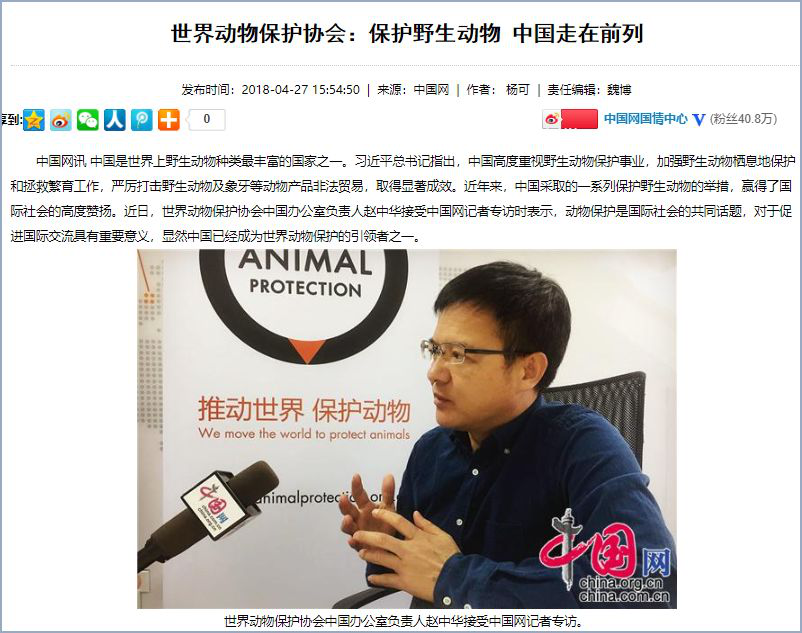 世界动物保护协会：保护野生动物 中国走在前列
发布时间：2018-04-27 15:54:50 | 来源：中国网 | 作者： 杨可 | 责任编辑：魏博
享到:
0
中国网国情中心 V (粉丝40.8万)
中国网讯 中国是世界上野生动物种类最丰富的国家之一。习近平总书记指出，中国高度重视野生动物保护事业，加强野生动物栖息地保护
和拯救繁育工作，严厉打击野生动物及象牙等动物产品非法贸易，取得显著成效。近年来，中国采取的一系列保护野生动物的举措，赢得了国
际社会的高度赞扬。近日，世界动物保护协会中国办公室负责人赵中华接受中国网记者专访时表示，动物保护是国际社会的共同话题，对于促
进国际交流具有重要意义，显然中国已经成为世界动物保护的引领者之一。
ANIMAL
PROTECTION
推动世界 保护动物
We move the world to protect animals
中国网
china.com.cn
china.org.cn
中国网
china.org.cn
china.com.cn
世界动物保护协会中国办公室负责人赵中华接受中国网记者专访。